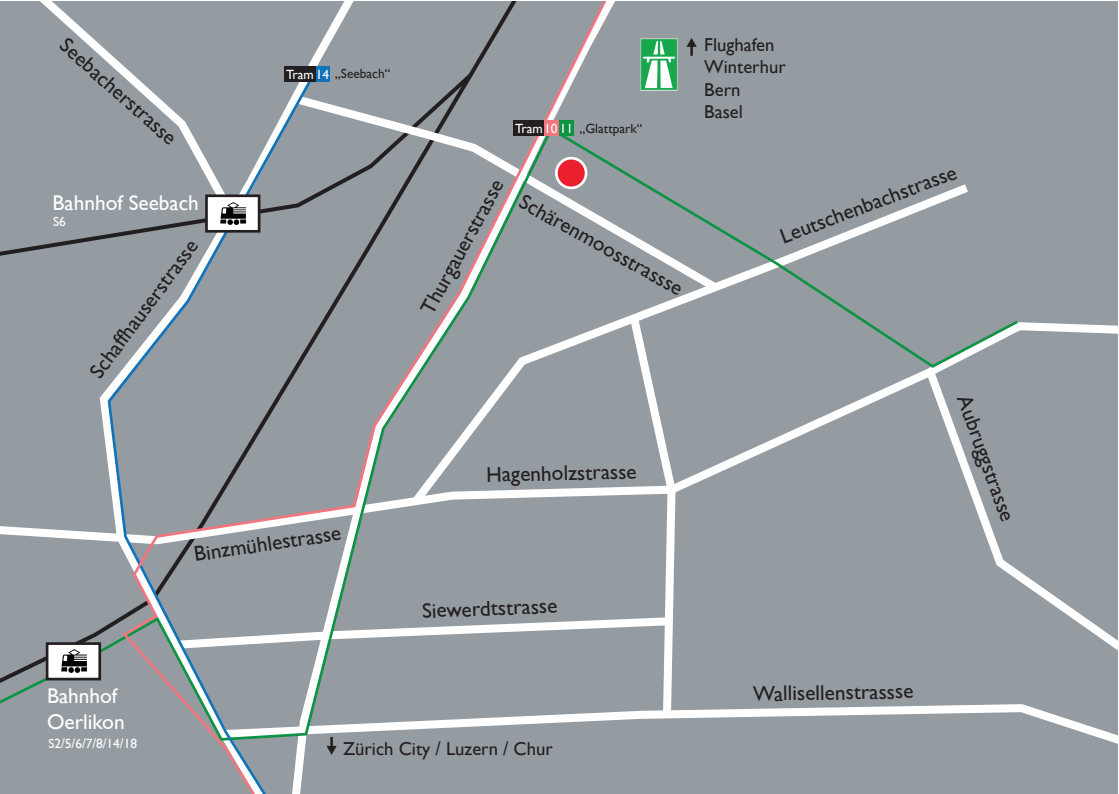 Seebacherstrasse
Tram 14 „Seebach“
Flughafen
Winterhur
Bern
Basel
Tram 10 11 „Glattpark“
Bahnhof Seebach
S6
Schärenmoosstrassse
Leutschenbachstrasse
Thurgauerstrasse
Schaffhauserstrasse
Aubruggstrasse
Hagenholzstrasse
Binzmühlestrasse
Siewerdtstrasse
Bahnhof
Oerlikon
S2/5/6/7/8/14/18
Wallisellenstrassse
Zürich City / Luzern / Chur